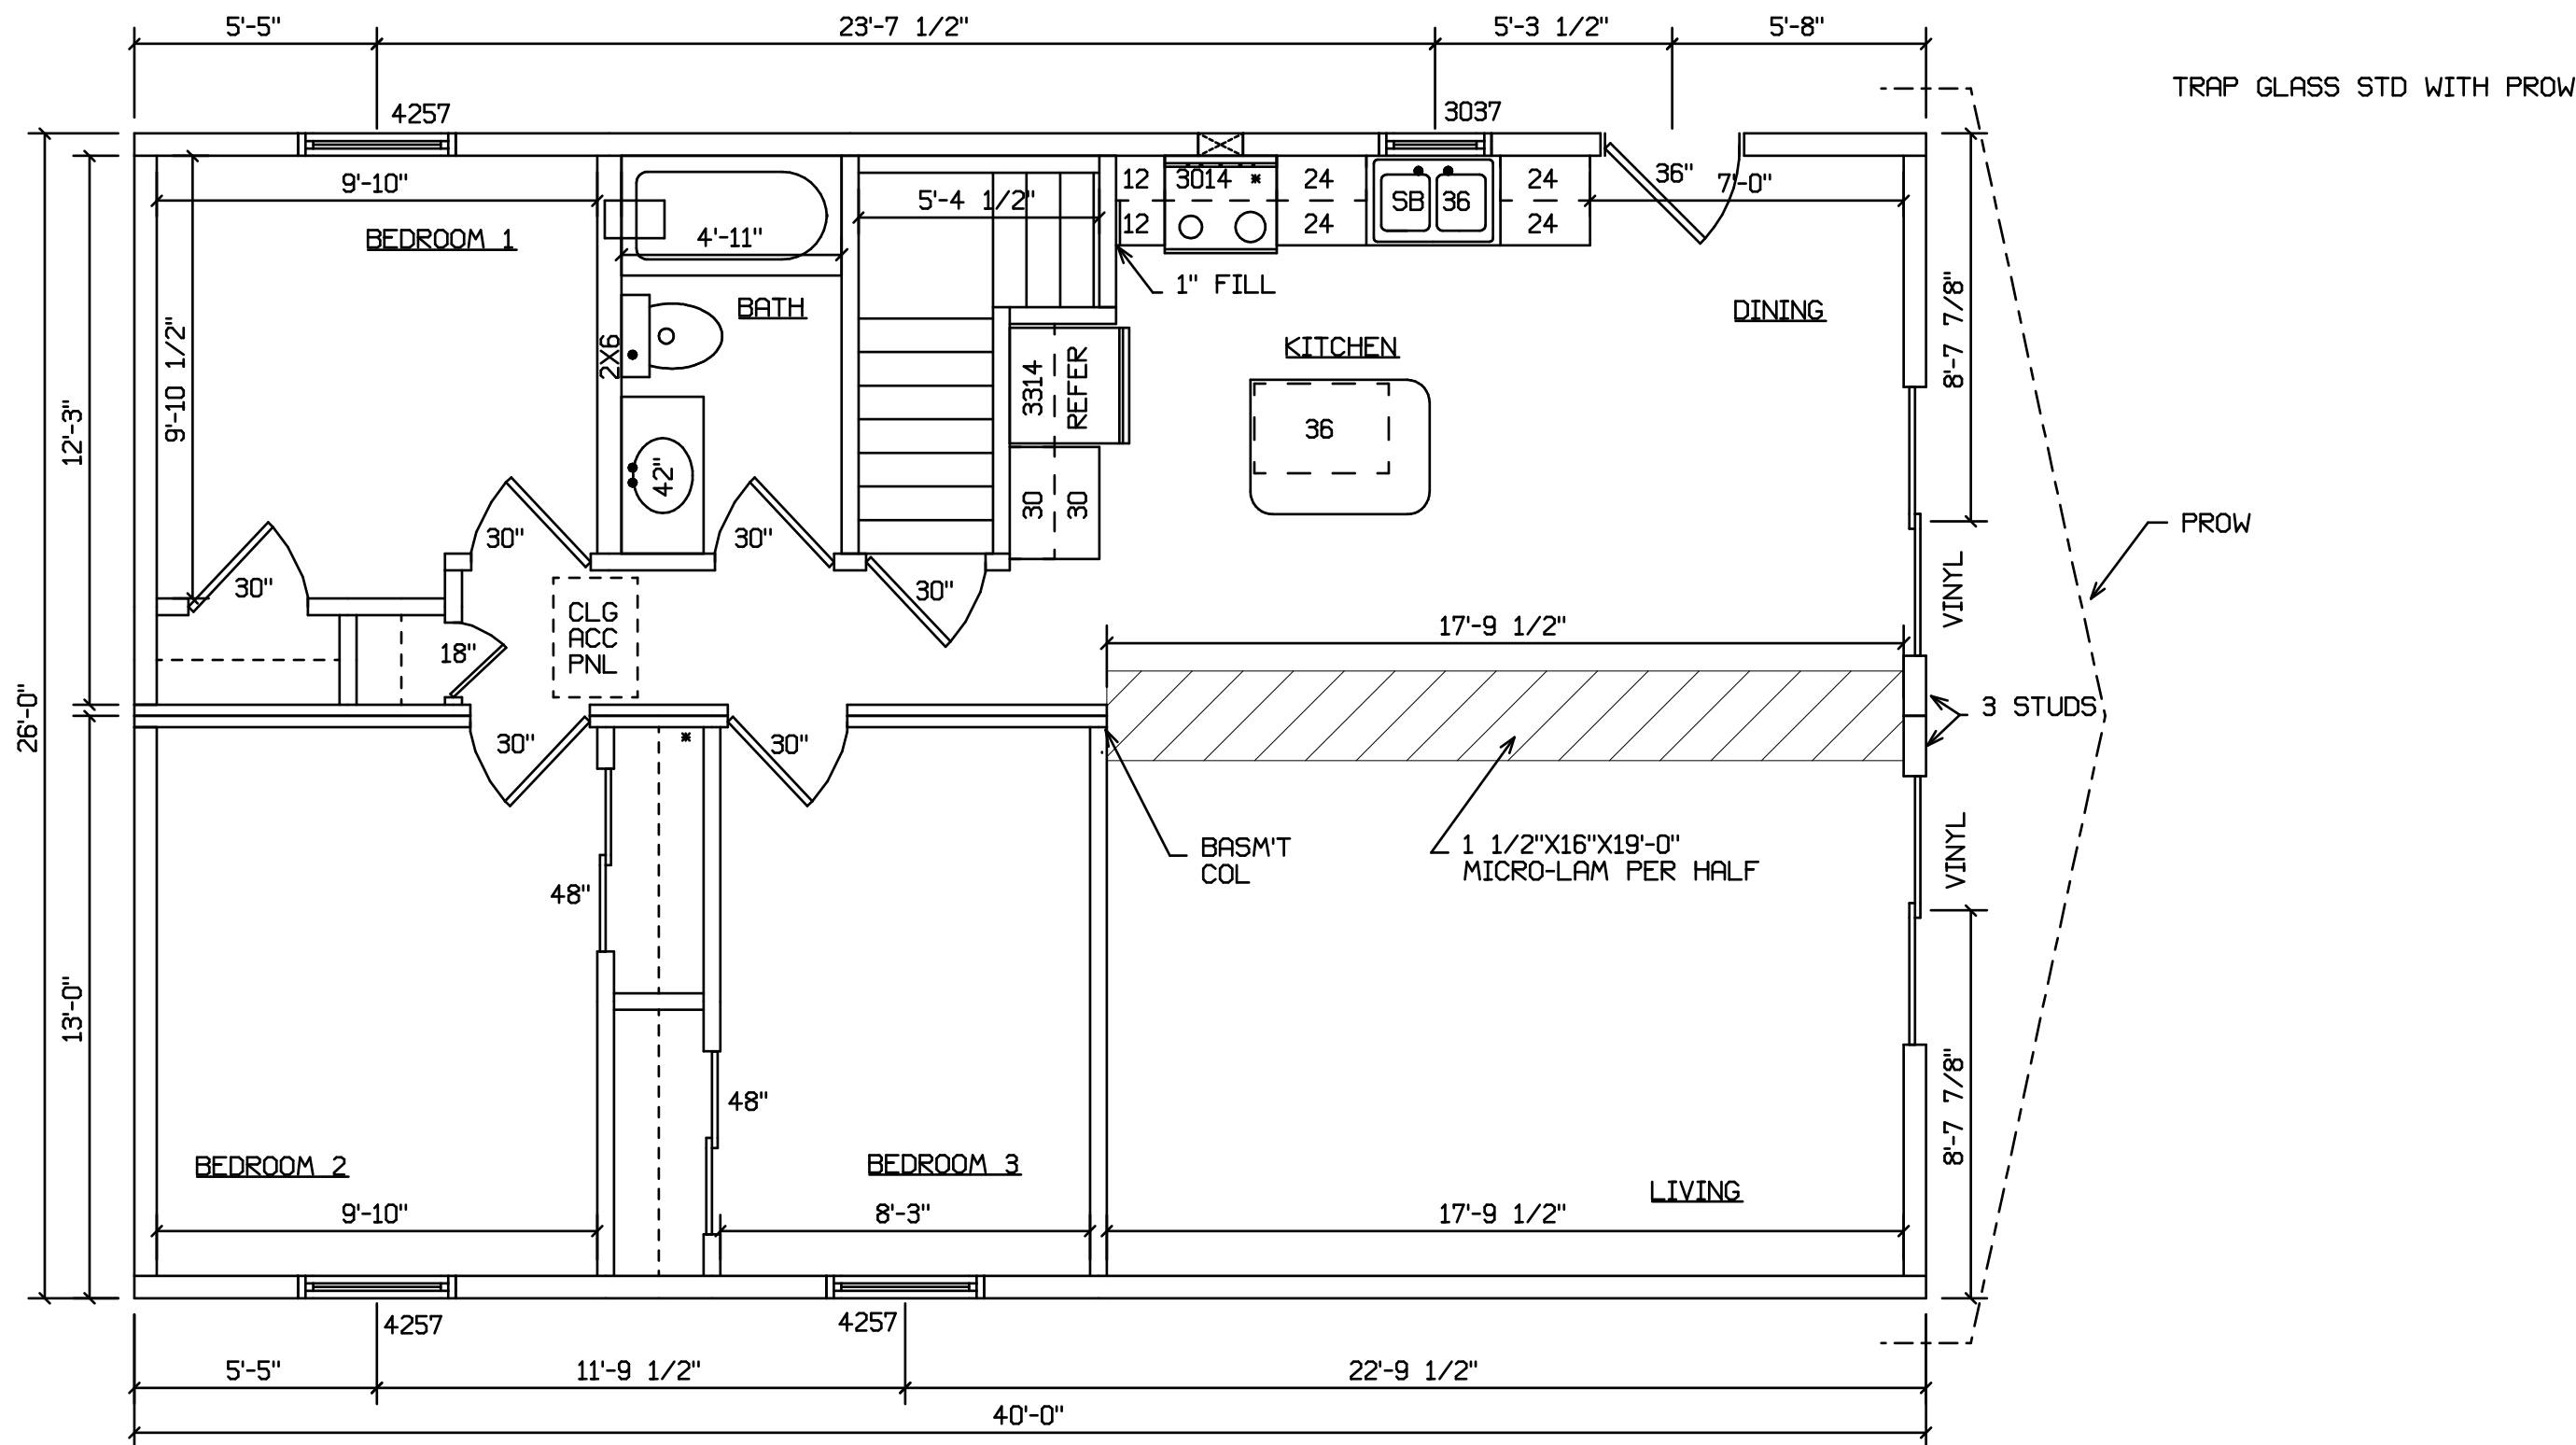 5'-5"
23'-7 1/2"
5'-3 1/2"
5'-8"
TRAP GLASS STD WITH PROW
4257
3037
9'-10"
5'-4 1/2"
12
3014
*
24
SB
36
24
36"
7'-0"
12
24
24
BEDROOM 1
4'-11"
1" FILL
BATH
KITCHEN
DINING
8'-7 7/8"
9'-10 1/2"
12'-3"
2X6
3314
REFER
36
42"
30
30
30"
30"
30"
30"
30"
PROW
VINYL
CLG
ACC
PNL
18"
17'-9 1/2"
26'-0"
3 STUDS
30"
*
30"
BASM'T
COL
1 1/2"X16"X19'-0"
MICRO-LAM PER HALF
VINYL
48"
13'-0"
48"
8'-7 7/8"
BEDROOM 2
BEDROOM 3
LIVING
9'-10"
8'-3"
17'-9 1/2"
4257
4257
5'-5"
11'-9 1/2"
22'-9 1/2"
40'-0"